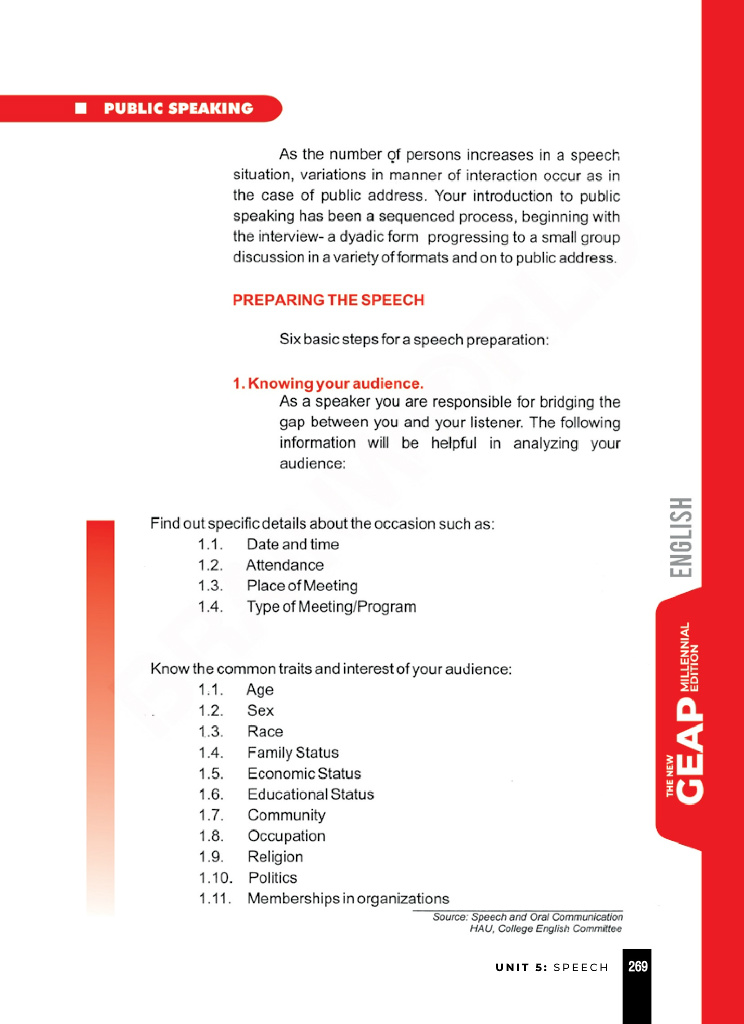 ■ PUBLIC SPEAKING
As the number of persons increases in a speech
situation, variations in manner of interaction occur as in
the case of public address. Your introduction to public
speaking has been a sequenced process, beginning with
the interview- a dyadic form progressing to a small group
discussion in a variety of formats and on to public address.
PREPARING THE SPEECH
Six basic steps for a speech preparation:
1. Knowing your audience.
As a speaker you are responsible for bridging the
gap between you and your listener. The following
information will be helpful in analyzing your
audience:
Find out specific details about the occasion such as:
1.1. Date and time
1.2. Attendance
1.3. Place of Meeting
1.4. Type of Meeting/Program
Know the common traits and interest of your audience:
1.1. Age
1.2. Sex
1.3. Race
1.4. Family Status
1.5. Economic Status
1.6. Educational Status
1.7. Community
1.8. Occupation
1.9. Religion
1.10. Politics
1.11. Memberships in organizations
Source: Speech and Oral Communication
HAU, College English Committee
UNIT 5: SPEECH 269
ENGLISH
THE NEW
GEAP
MILLENNIAL
EDITION